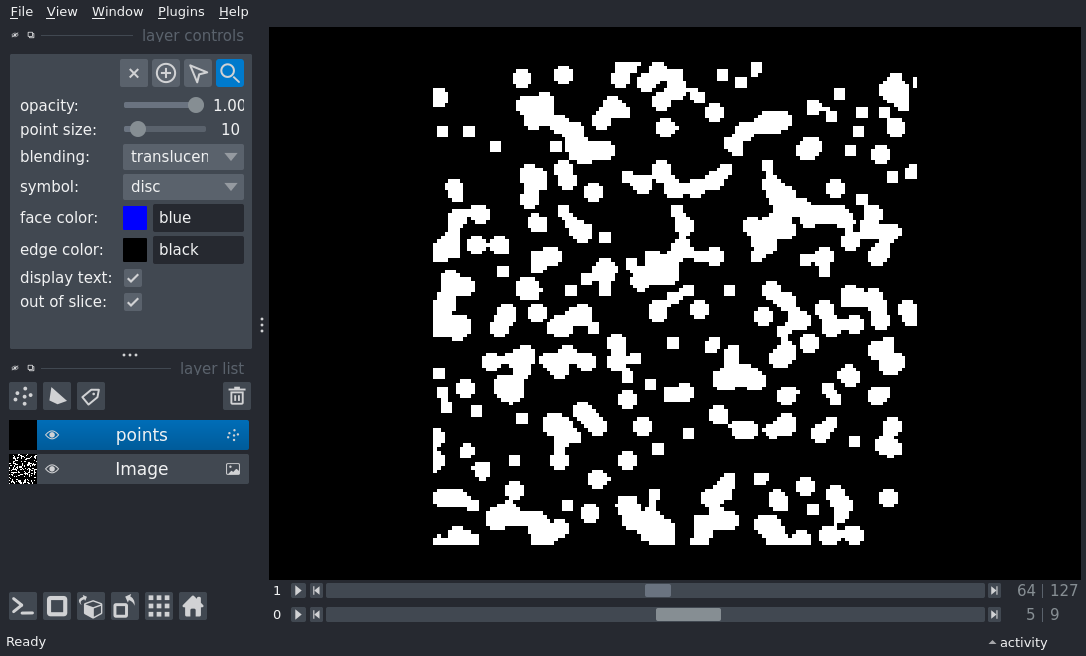 File View Window Plugins Help
layer controls
opacity: 1.00
point size: 10
blending: translucen
symbol: disc
face color: blue
edge color: black
display text:
out of slice:
layer list
points
Image
1 64 | 127
0 5 | 9
Ready activity